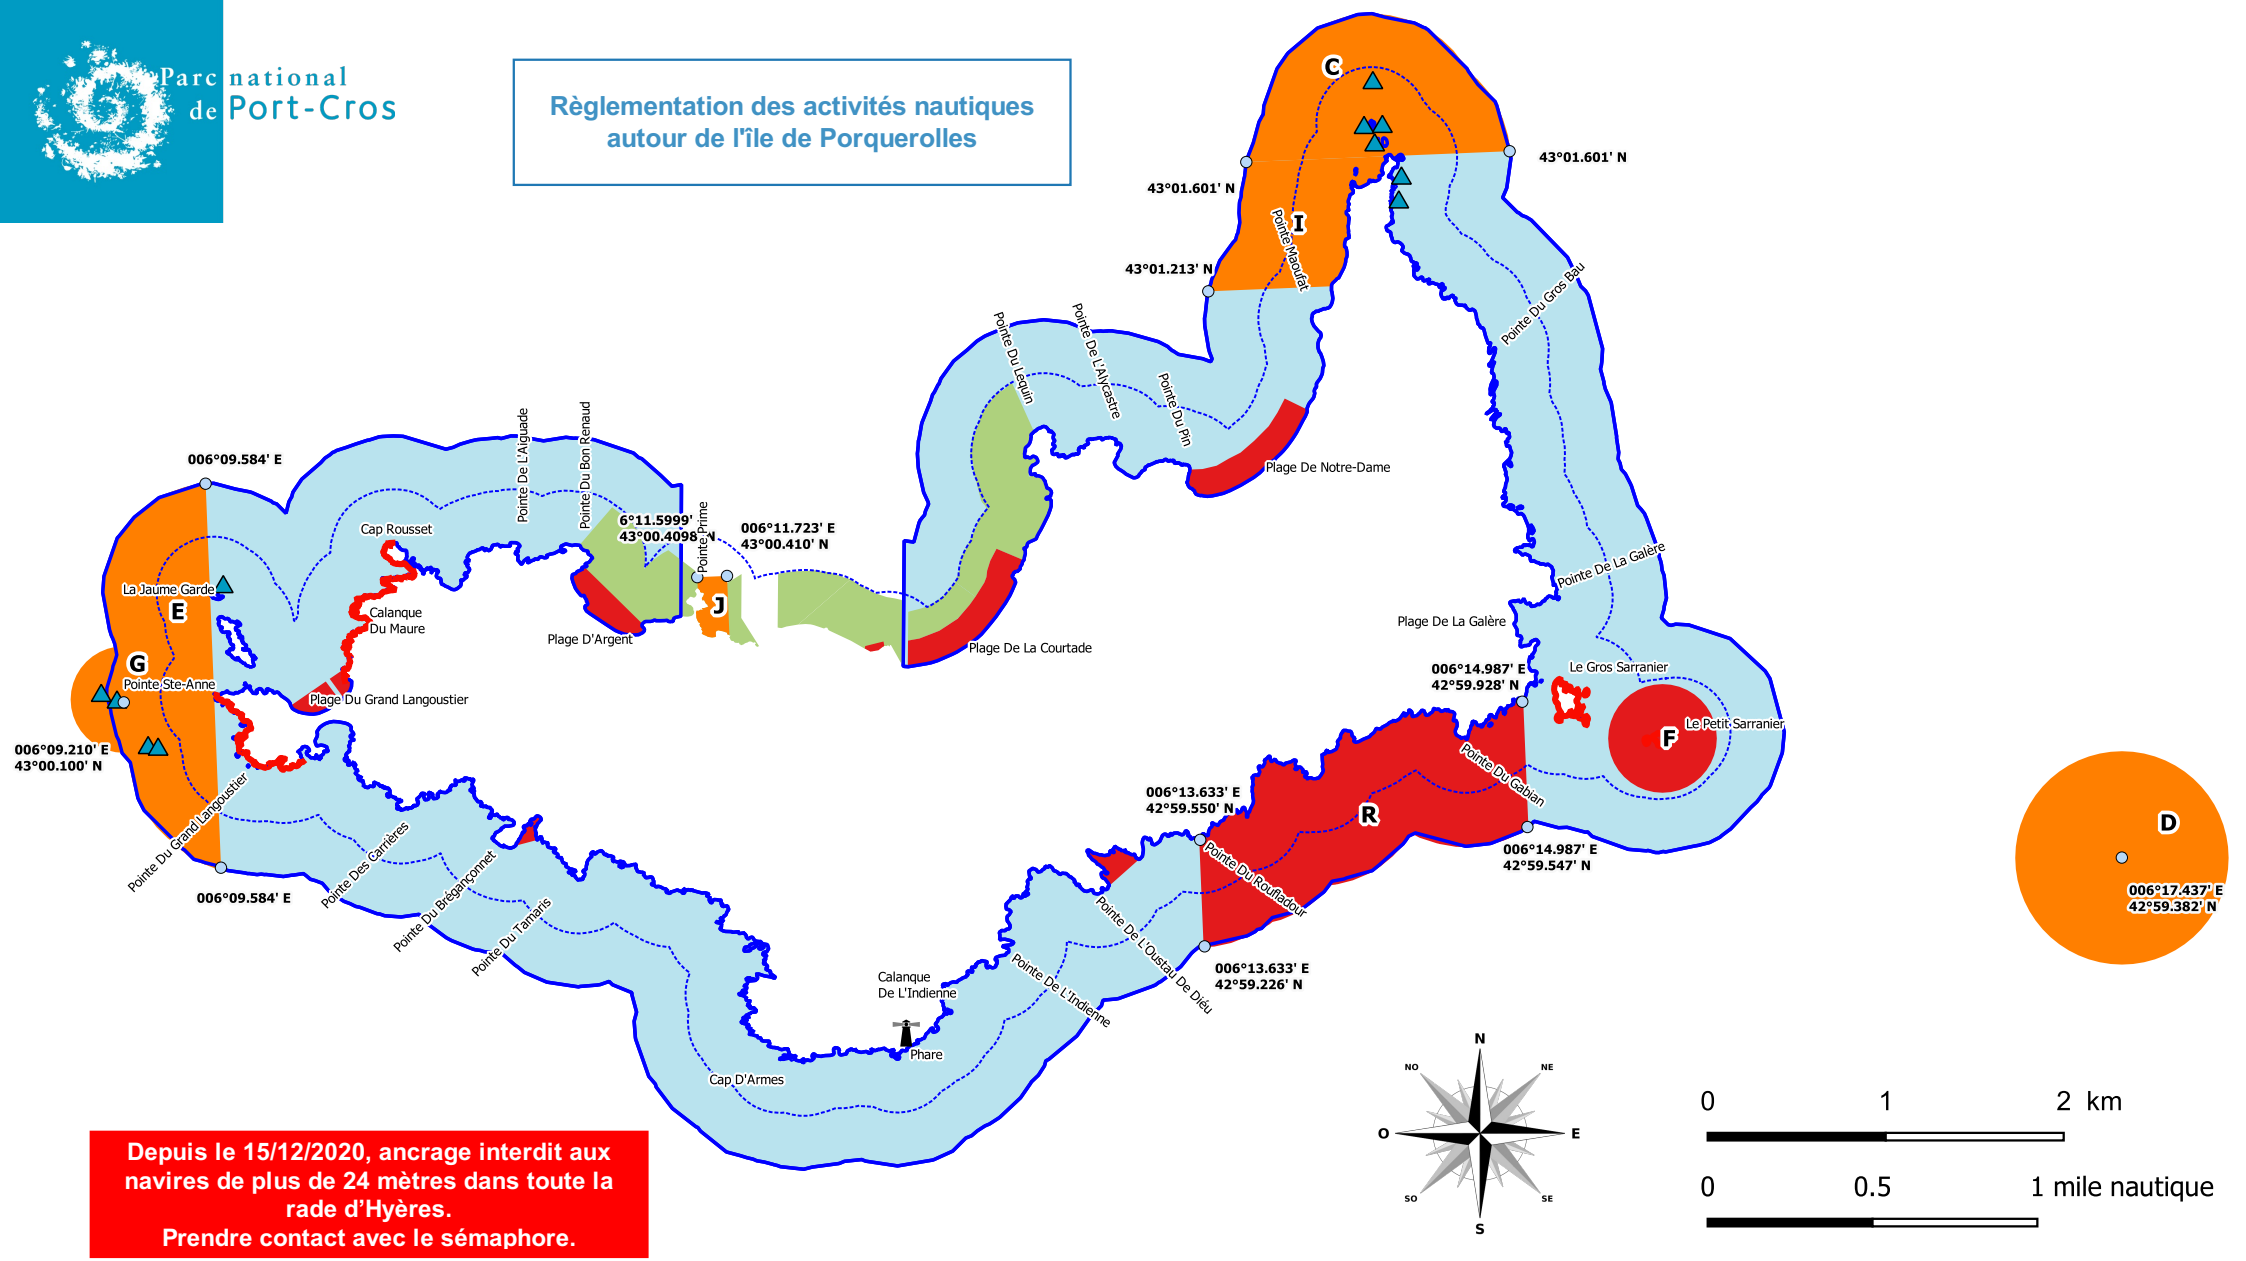 Parc national
de Port-Cros
Règlementation des activités nautiques
autour de l'île de Porquerolles
C
43°01.601' N
43°01.601' N
I
Pointe Maoufat
43°01.213' N
Pointe Du Gros Bau
Pointe Du Lequin
Pointe De L'Alycastre
Pointe Du Pin
Plage De Notre-Dame
Pointe De L'Aiguade
Pointe Du Bon Renaud
006°09.584' E
Cap Rousset
6°11.5999'
43°00.4098' N
Pointe Prime
006°11.723' E
43°00.410' N
La Jaume Garde
E
Calanque
Du Maure
J
Plage D'Argent
Plage De La Courtade
Pointe De La Galère
Plage De La Galère
G
Pointe Ste-Anne
Plage Du Grand Langoustier
006°14.987' E
42°59.928' N
Le Gros Sarranier
Le Petit Sarranier
F
006°09.210' E
43°00.100' N
Pointe Du Grand Langoustier
Pointe Des Carrières
Pointe Du Brégançonnet
Pointe Du Tamaris
006°09.584' E
Pointe Du Gabian
006°13.633' E
42°59.550' N
R
Pointe Du Roufladour
006°14.987' E
42°59.547' N
D
006°17.437' E
42°59.382' N
Pointe De L'Oustau De Diéu
Pointe De L'Indienne
006°13.633' E
42°59.226' N
Calanque
De L'Indienne
Phare
Cap D'Armes
N
NO
NE
O
E
SO
SE
S
0 1 2 km
0 0.5 1 mile nautique
Depuis le 15/12/2020, ancrage interdit aux
navires de plus de 24 mètres dans toute la
rade d'Hyères.
Prendre contact avec le sémaphore.